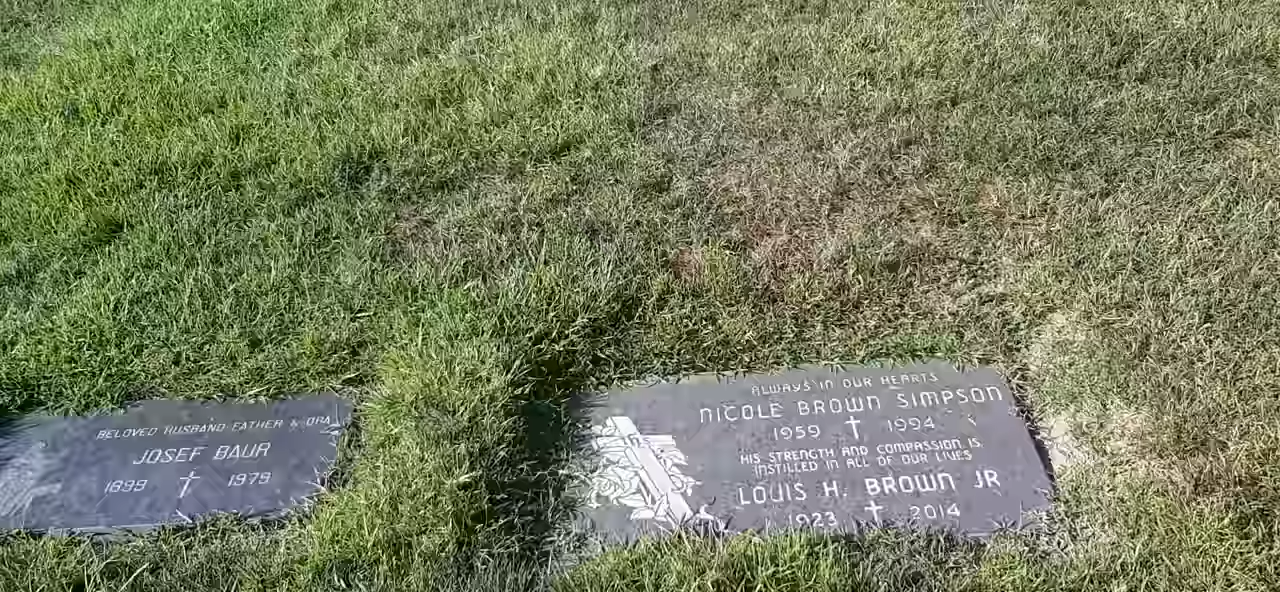 BELOVED HUSBAND FATHER & OPA
JOSEF BAUR
1899 1979
ALWAYS IN OUR HEARTS
NICOLE BROWN SIMPSON
1959 1994
HIS STRENGTH AND COMPASSION IS
INSTILLED IN ALL OF OUR LIVES
LOUIS H. BROWN JR
1923 2014